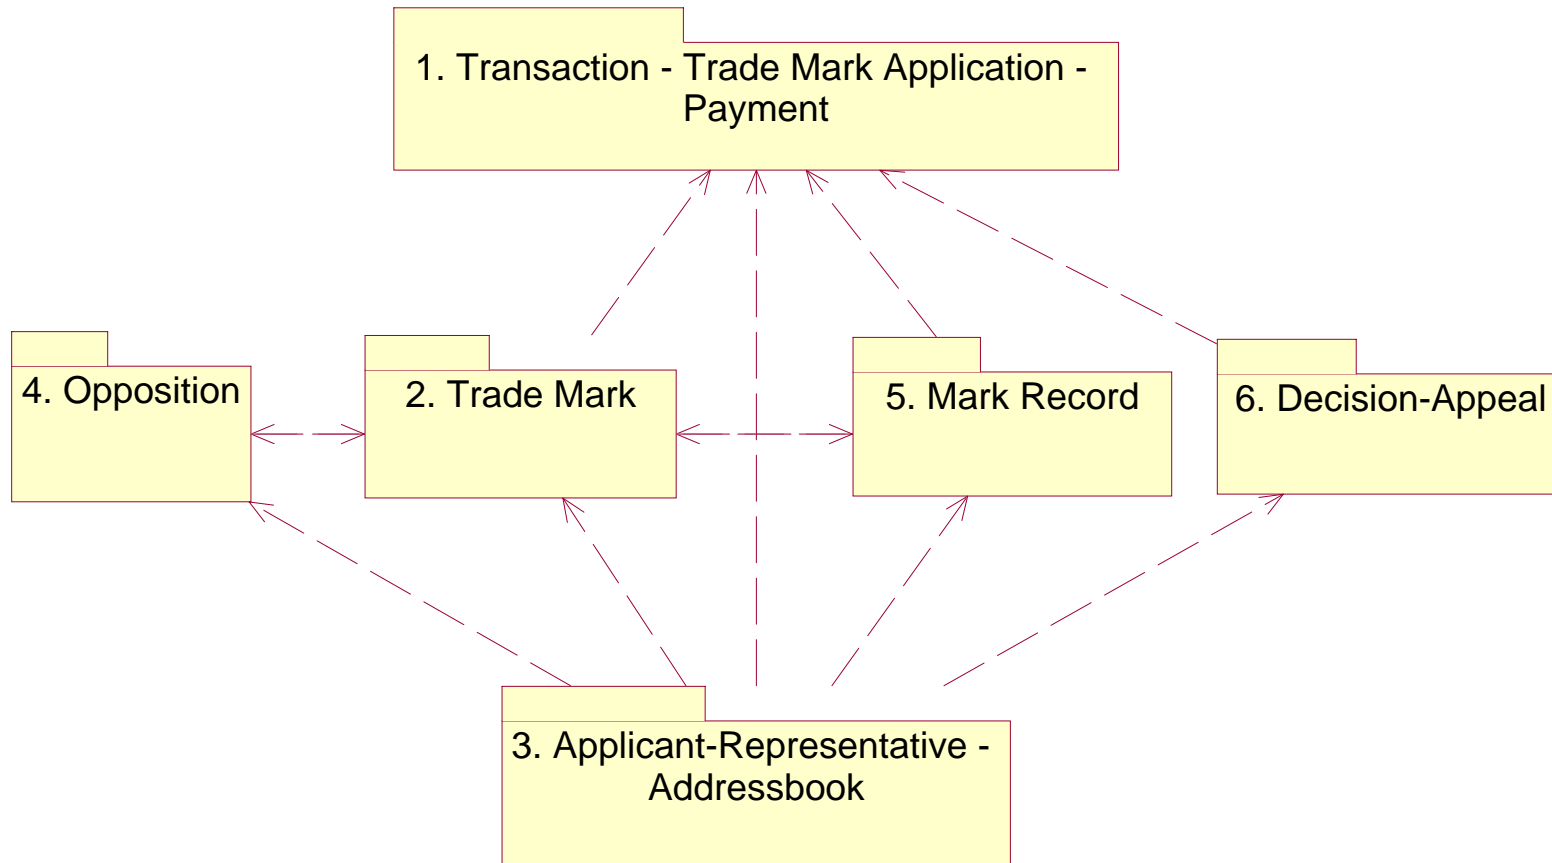 1. Transaction - Trade Mark Application -
Payment
4. Opposition
2. Trade Mark
5. Mark Record
6. Decision-Appeal
3. Applicant-Representative -
Addressbook